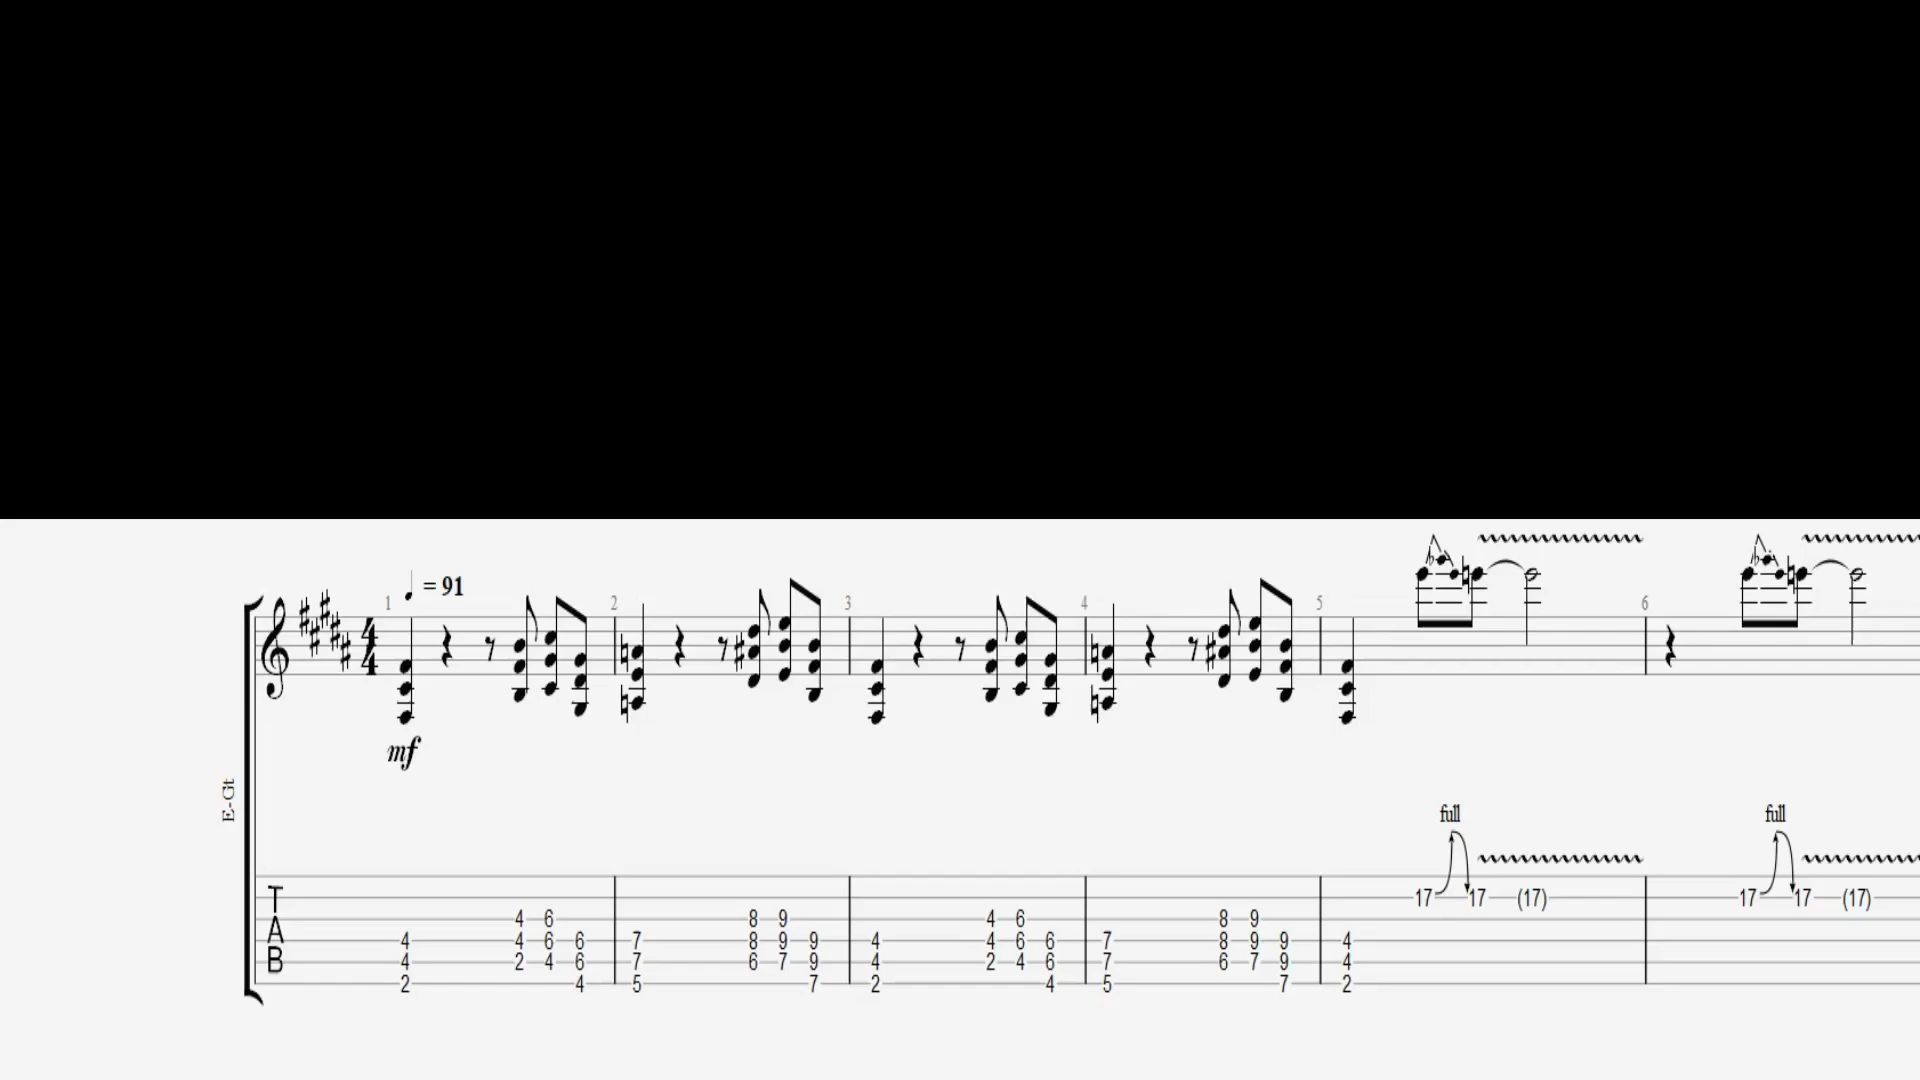 = 91
1 2 3 4 5 6
4
4
mf
E-Gt
full full
17 17 (17) 17 17 (17)
T
4 6 8 9 4 6 8 9
A
4 4 6 6 7 8 9 9 4 4 6 6 7 8 9 9 4
B
4 2 4 6 7 6 7 9 4 2 4 6 7 6 7 9 4
2 4 5 7 2 4 5 7 2